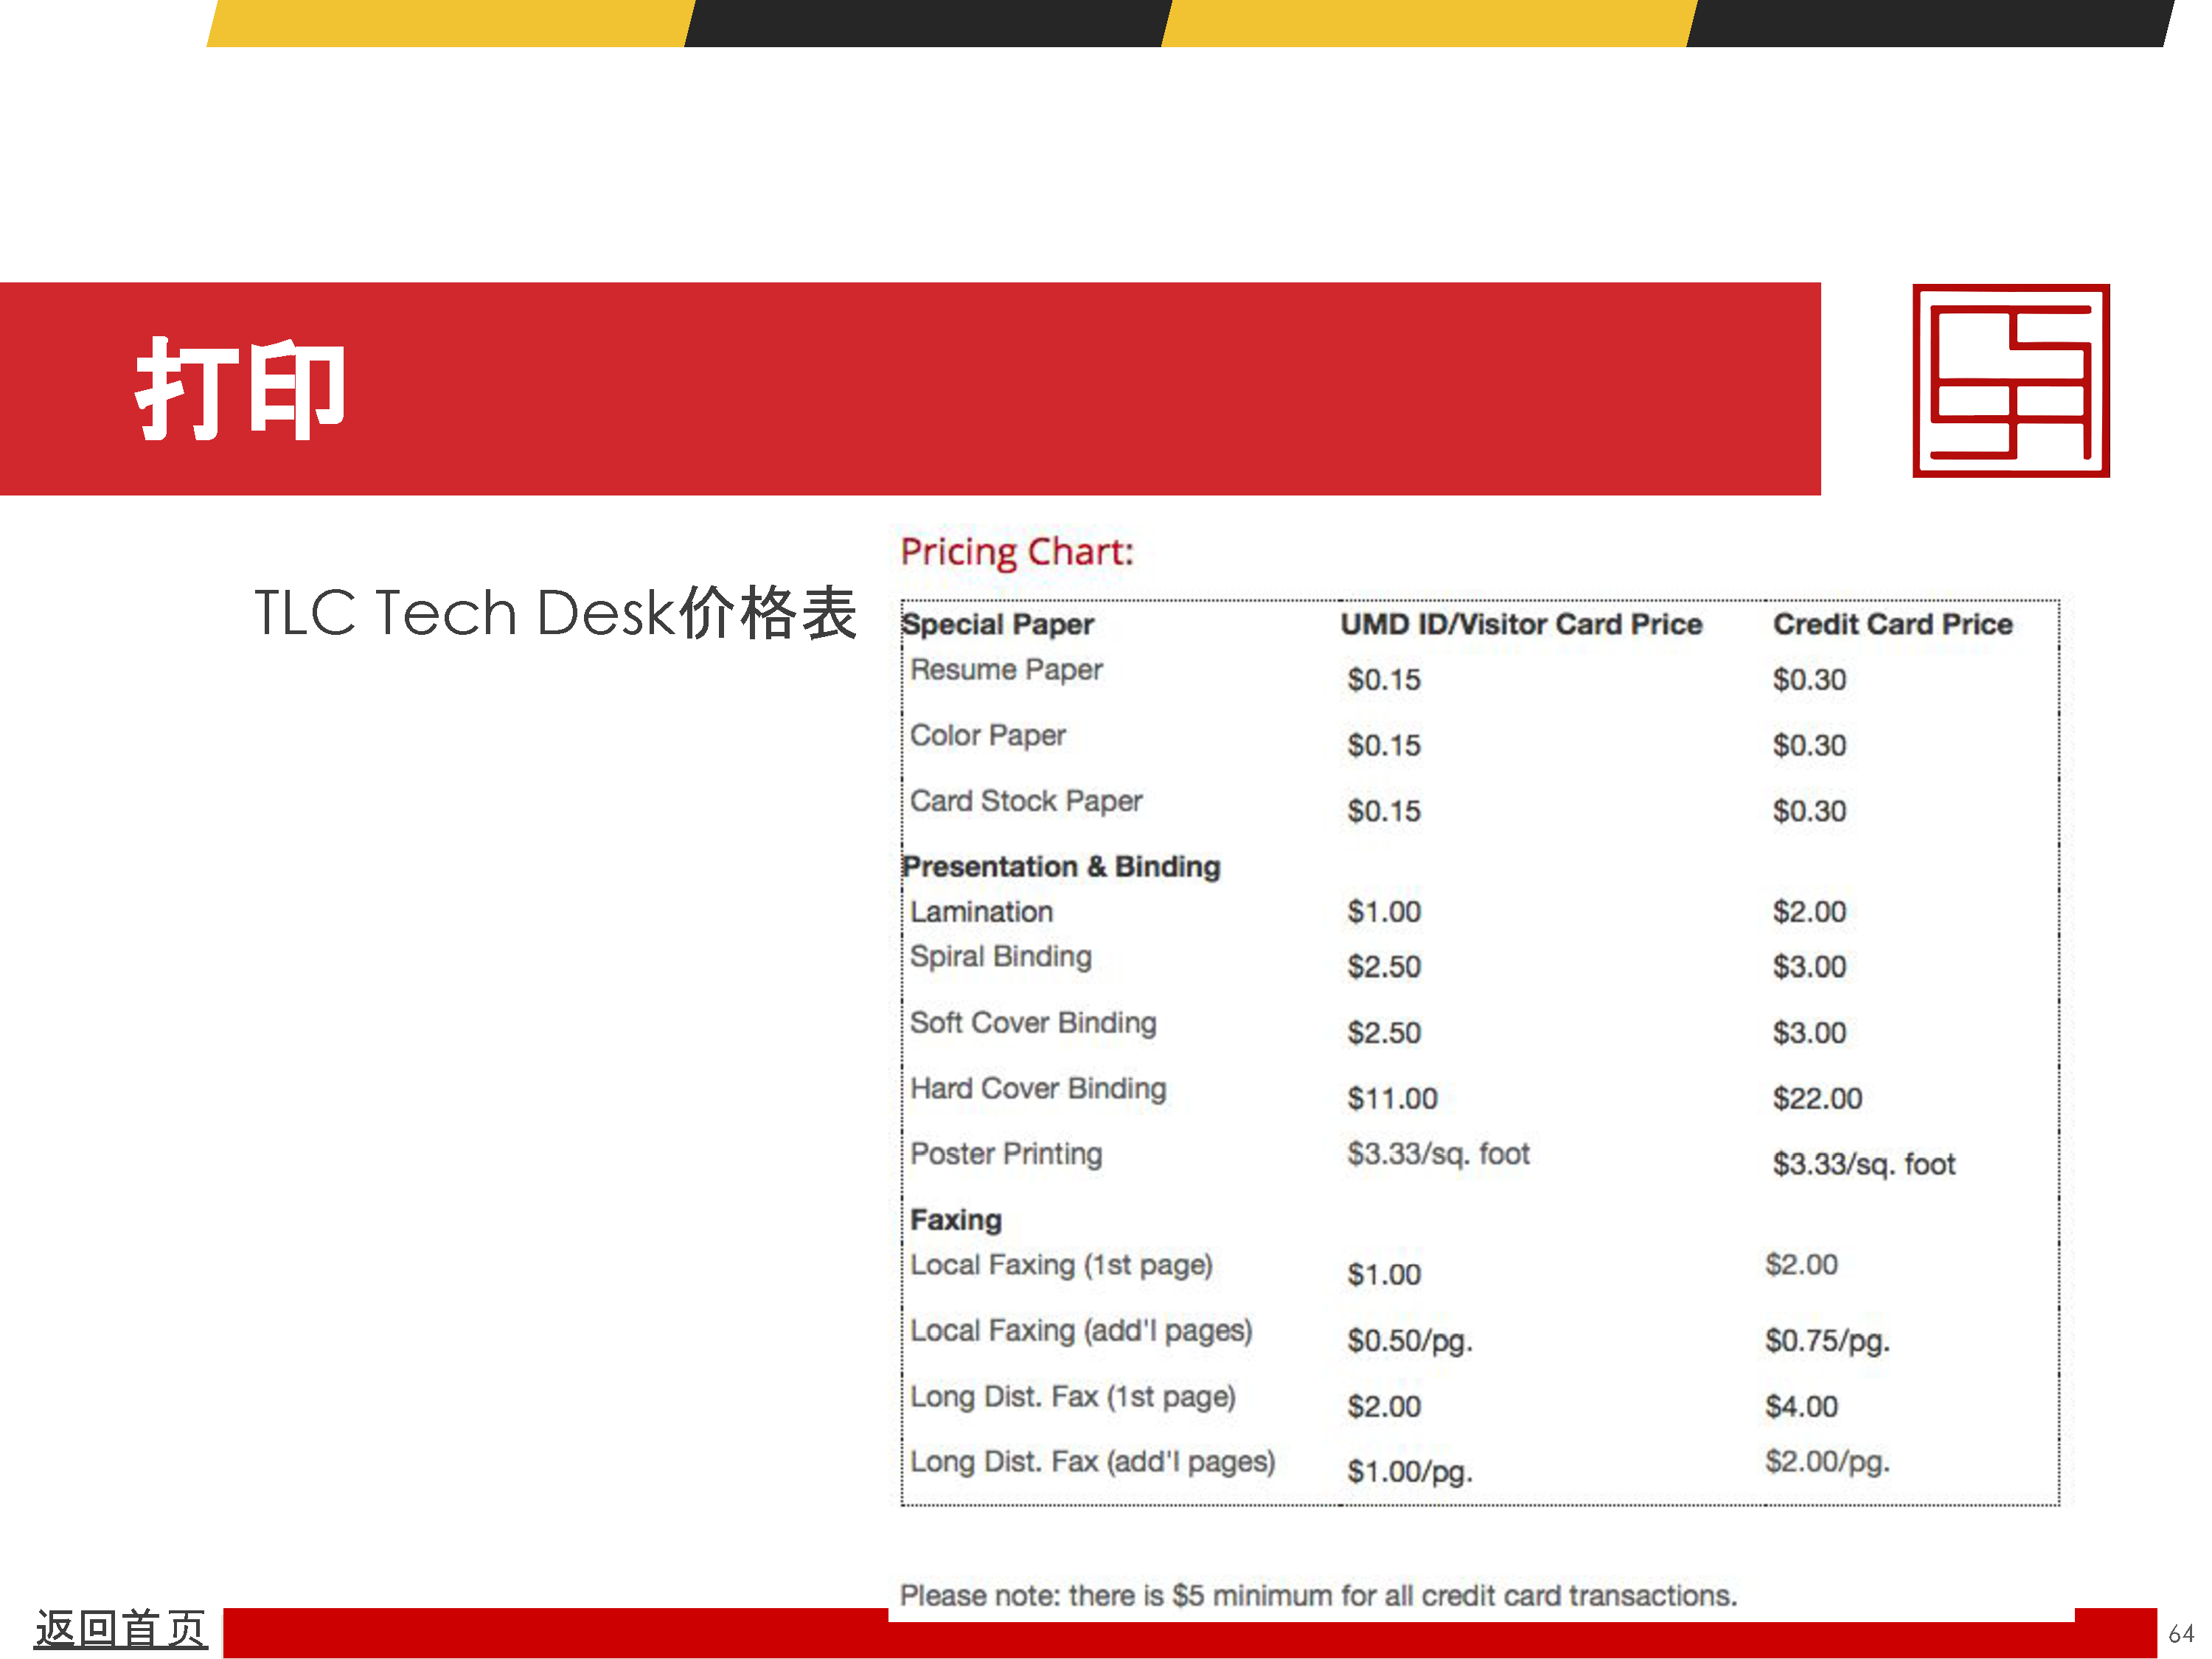 打印
TLC Tech Desk价格表
Pricing Chart:
Special Paper UMD ID/Visitor Card Price Credit Card Price
Resume Paper $0.15 $0.30
Color Paper $0.15 $0.30
Card Stock Paper $0.15 $0.30
Presentation & Binding
Lamination $1.00 $2.00
Spiral Binding $2.50 $3.00
Soft Cover Binding $2.50 $3.00
Hard Cover Binding $11.00 $22.00
Poster Printing $3.33/sq. foot $3.33/sq. foot
Faxing
Local Faxing (1st page) $1.00 $2.00
Local Faxing (add'l pages) $0.50/pg. $0.75/pg.
Long Dist. Fax (1st page) $2.00 $4.00
Long Dist. Fax (add'l pages) $1.00/pg. $2.00/pg.
Please note: there is $5 minimum for all credit card transactions.
返回首页
64